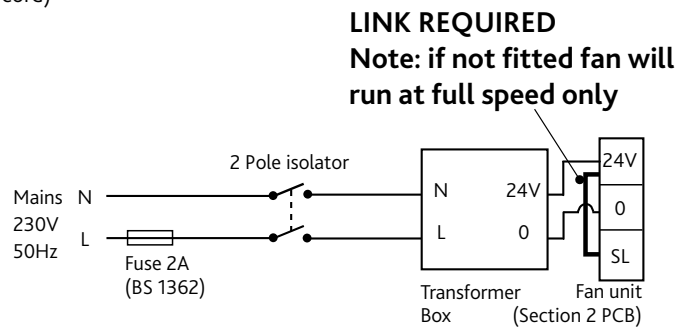 cord)
LINK REQUIRED
Note: if not fitted fan will
run at full speed only
2 Pole isolator
Mains
230V
50Hz
N
L
Fuse 2A
(BS 1362)
N
L
24V
0
24V
0
SL
Transformer
Box
Fan unit
(Section 2 PCB)